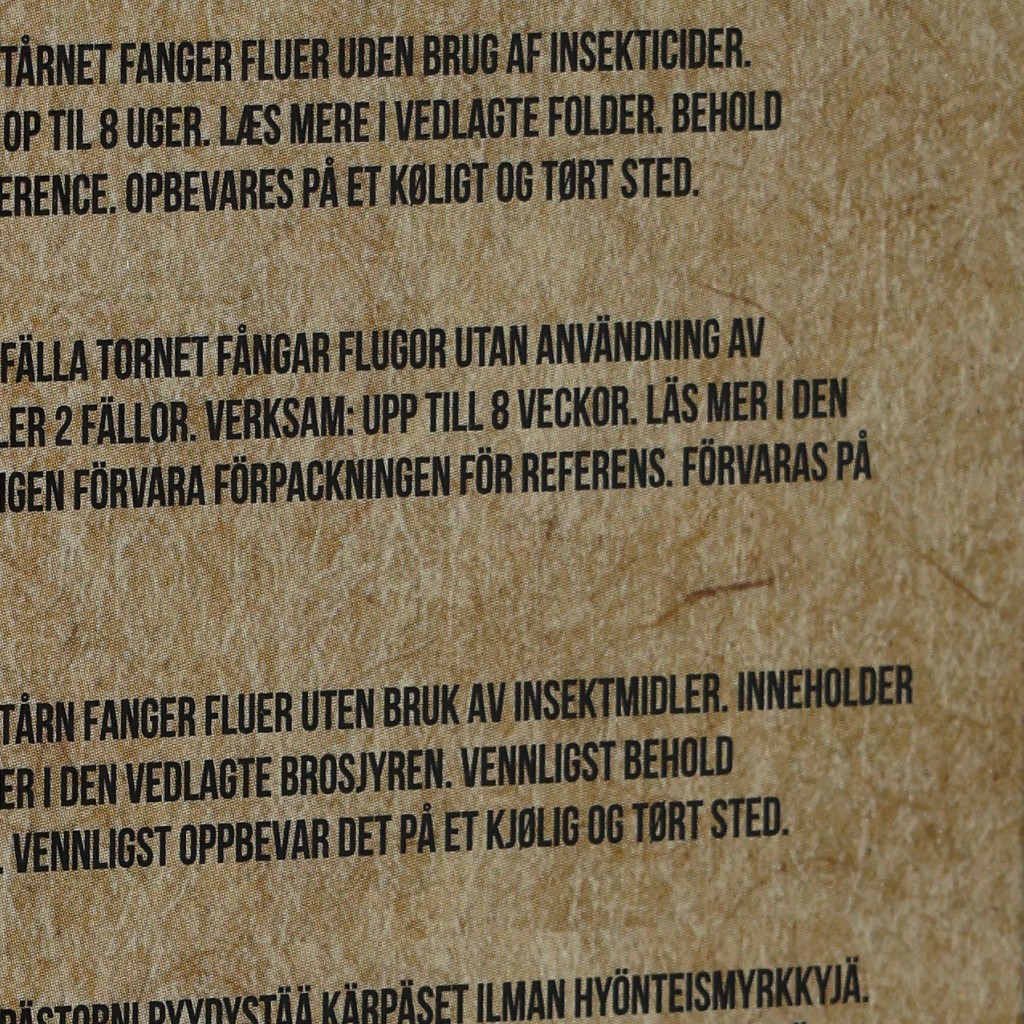 TÅRNET FANGER FLUER UDEN BRUG AF INSEKTICIDER.
OP TIL 8 UGER. LÆS MERE I VEDLAGTE FOLDER. BEHOLD
ERENCE. OPBEVARES PÅ ET KØLIGT OG TØRT STED.
FÄLLA TORNET FÅNGAR FLUGOR UTAN ANVÄNDNING AV
LER 2 FÄLLOR. VERKSAM: UPP TILL 8 VECKOR. LÄS MER I DEN
IGEN FÖRVARA FÖRPACKNINGEN FÖR REFERENS. FÖRVARAS PÅ
TÅRN FANGER FLUER UTEN BRUK AV INSEKTMIDLER. INNEHOLDER
ER I DEN VEDLAGTE BROSJYREN. VENNLIGST BEHOLD
. VENNLIGST OPPBEVAR DET PÅ ET KJØLIG OG TØRT STED.
PÄSTORNI PYYDYSTÄÄ KÄRPÄSET ILMAN HYÖNTEISMYRKKYJÄ.